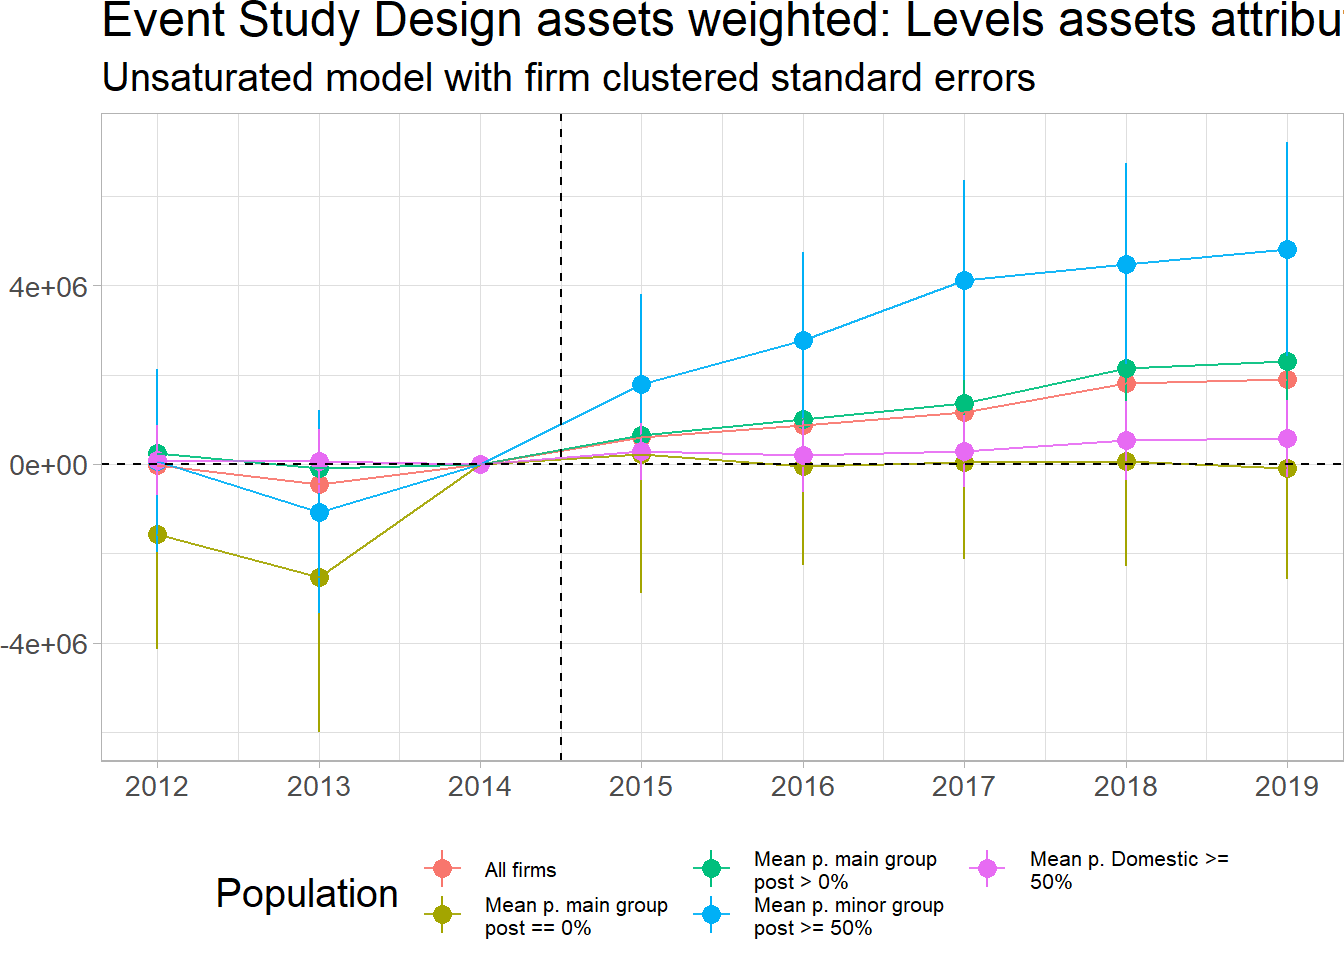 Event Study Design assets weighted: Levels assets attribu
Unsaturated model with firm clustered standard errors
4e+06
0e+00
-4e+06
2012 2013 2014 2015 2016 2017 2018 2019
Population
All firms
Mean p. main group
post == 0%
Mean p. main group
post > 0%
Mean p. minor group
post >= 50%
Mean p. Domestic >=
50%